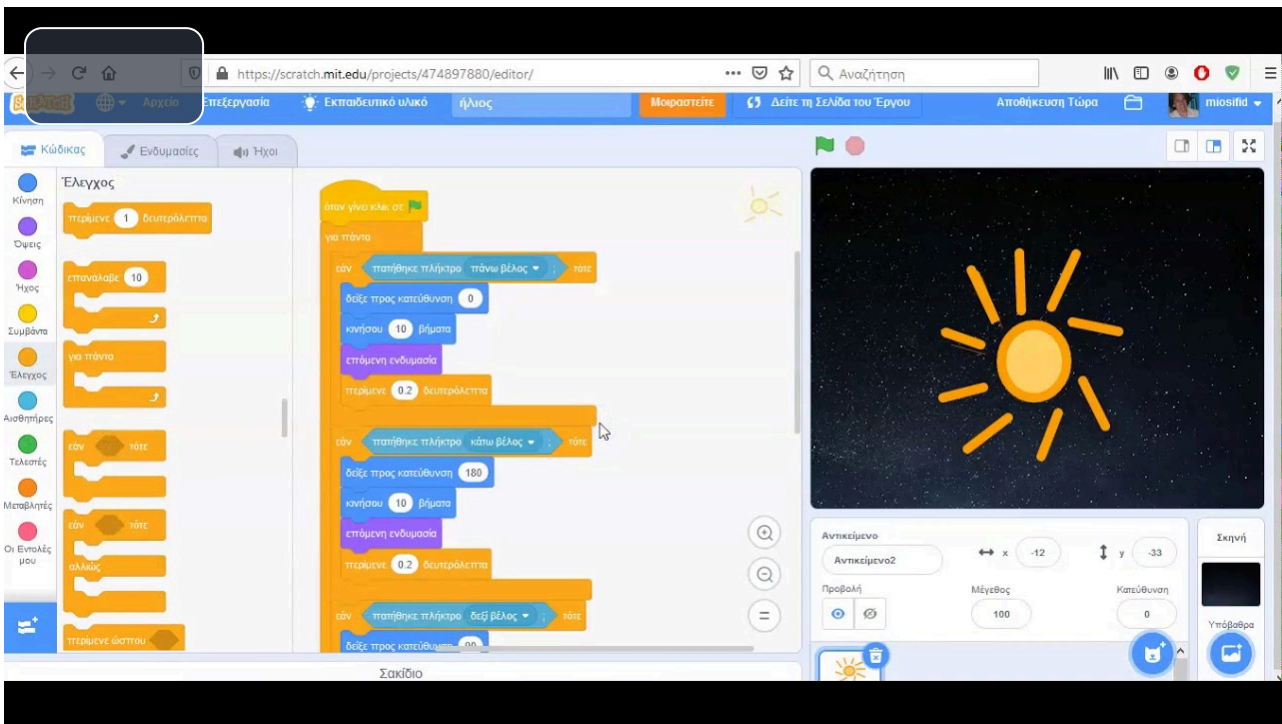 https://scratch.mit.edu/projects/474897880/editor/
Αναζήτηση
SCRATCH
Αρχείο
Επεξεργασία
Εκπαιδευτικό υλικό
ήλιος
Μοιραστείτε
Δείτε τη Σελίδα του Έργου
Αποθήκευση Τώρα
miosifid
Κώδικας
Ενδυμασίες
Ήχοι
Κίνηση
Όψεις
Ήχος
Συμβάντα
Έλεγχος
Αισθητήρες
Τελεστές
Μεταβλητές
Οι Εντολές
μου
Έλεγχος
περίμενε 1 δευτερόλεπτα
επανάλαβε 10
για πάντα
εάν τότε
εάν τότε
αλλιώς
περίμενε ώσπου
όταν γίνει κλικ σε
για πάντα
εάν πατήθηκε πλήκτρο πάνω βέλος ; τότε
δείξε προς κατεύθυνση 0
κινήσου 10 βήματα
επόμενη ενδυμασία
περίμενε 0.2 δευτερόλεπτα
εάν πατήθηκε πλήκτρο κάτω βέλος ; τότε
δείξε προς κατεύθυνση 180
κινήσου 10 βήματα
επόμενη ενδυμασία
περίμενε 0.2 δευτερόλεπτα
εάν πατήθηκε πλήκτρο δεξί βέλος ; τότε
δείξε προς κατεύθυνση 90
Σακίδιο
Αντικείμενο
Αντικείμενο2
x -12
y -33
Προβολή
Μέγεθος
100
Κατεύθυνση
0
Σκηνή
Υπόβαθρα